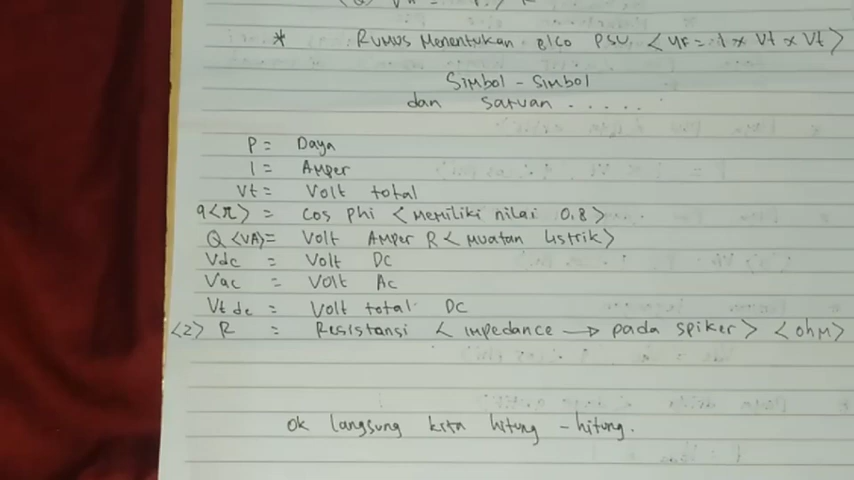 * Rumus Menentukan elco PSU < UF = I x Vt x Vt >
Simbol - Simbol
dan Satuan . . . . .
P = Daya
I = Amper
Vt = Volt total
q<π> = cos phi < memiliki nilai 0,8 >
Q <VA> = Volt Amper R < muatan listrik >
Vdc = Volt DC
Vac = Volt Ac
Vt dc = Volt total DC
<z> R = Resistansi < impedance → pada spiker > < ohm >
ok langsung kita hitung - hitung.